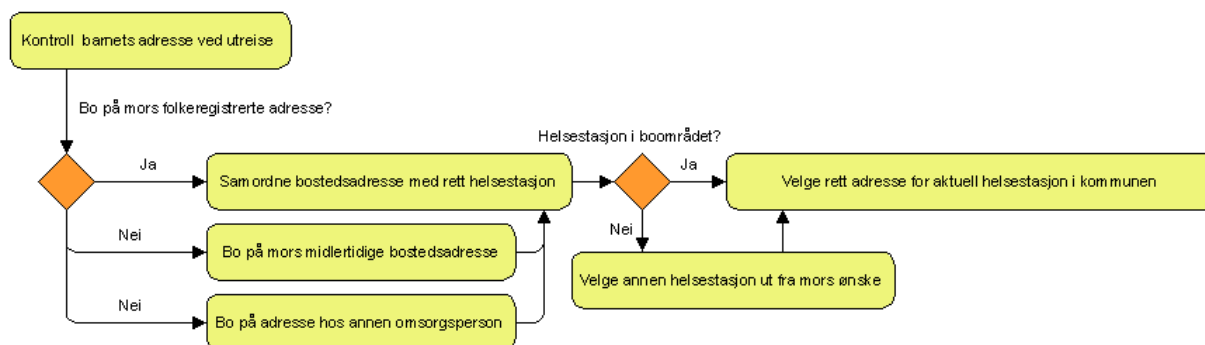 Kontroll barnets adresse ved utreise
Bo på mors folkeregistrerte adresse?
Helsestasjon i boområdet?
Ja
Samordne bostedsadresse med rett helsestasjon
Ja
Velge rett adresse for aktuell helsestasjon i kommunen
Nei
Bo på mors midlertidige bostedsadresse
Nei
Velge annen helsestasjon ut fra mors ønske
Nei
Bo på adresse hos annen omsorgsperson